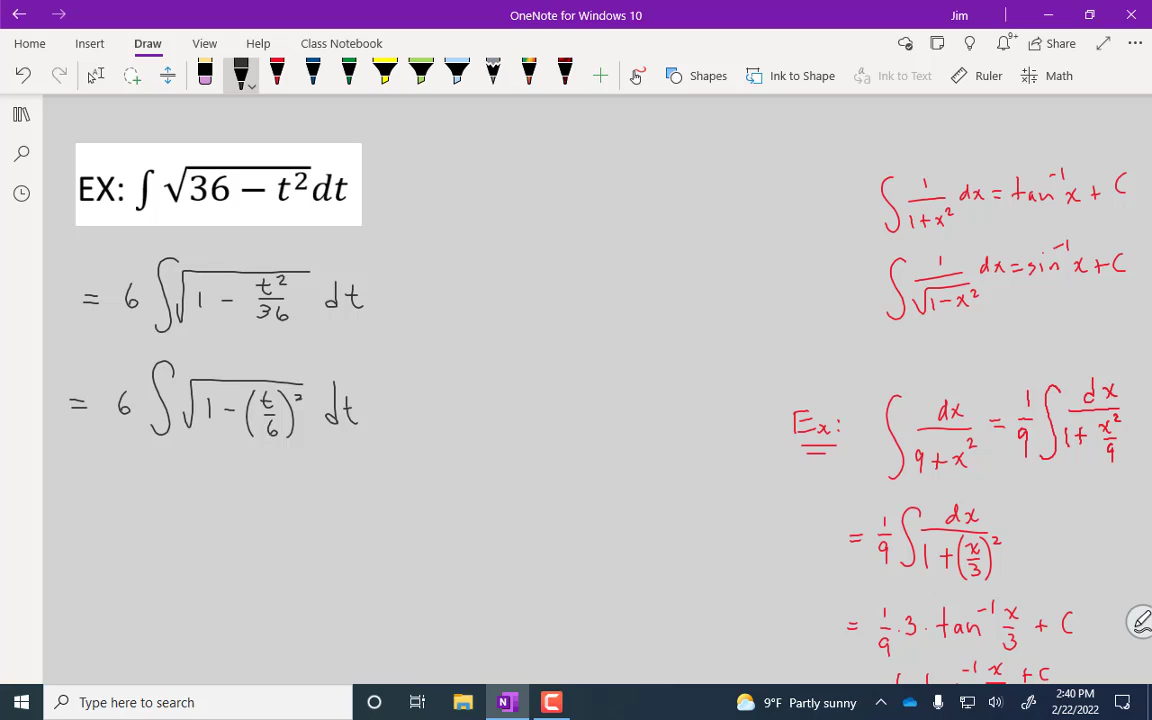 OneNote for Windows 10
Jim
Home Insert Draw View Help Class Notebook
9+ Share
Shapes Ink to Shape Ink to Text Ruler Math
EX: ∫ √(36 − t²) dt
= 6 ∫ √(1 − t²/36) dt
= 6 ∫ √(1 − (t/6)²) dt
∫ 1/(1+x²) dx = tan⁻¹ x + C
∫ 1/√(1−x²) dx = sin⁻¹ x + C
Ex: ∫ dx/(9+x²) = 1/9 ∫ dx/(1 + x²/9)
= 1/9 ∫ dx/(1 + (x/3)²)
= 1/9 · 3 · tan⁻¹ x/3 + C
Type here to search
9°F Partly sunny
2:40 PM
2/22/2022